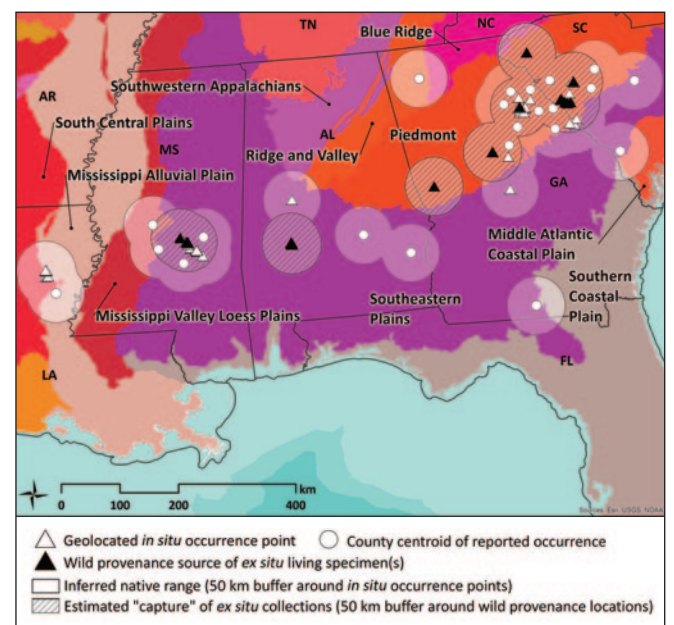 TN
NC
SC
Blue Ridge
Southwestern Appalachians
AR
South Central Plains
AL
Piedmont
MS
Ridge and Valley
Mississippi Alluvial Plain
GA
Middle Atlantic
Coastal Plain
Southern
Coastal
Plain
Southeastern
Plains
Mississippi Valley Loess Plains
FL
LA
km
0 100 200 400
Sources: Esri, USGS, NOAA
Geolocated in situ occurrence point
County centroid of reported occurrence
Wild provenance source of ex situ living specimen(s)
Inferred native range (50 km buffer around in situ occurrence points)
Estimated "capture" of ex situ collections (50 km buffer around wild provenance locations)